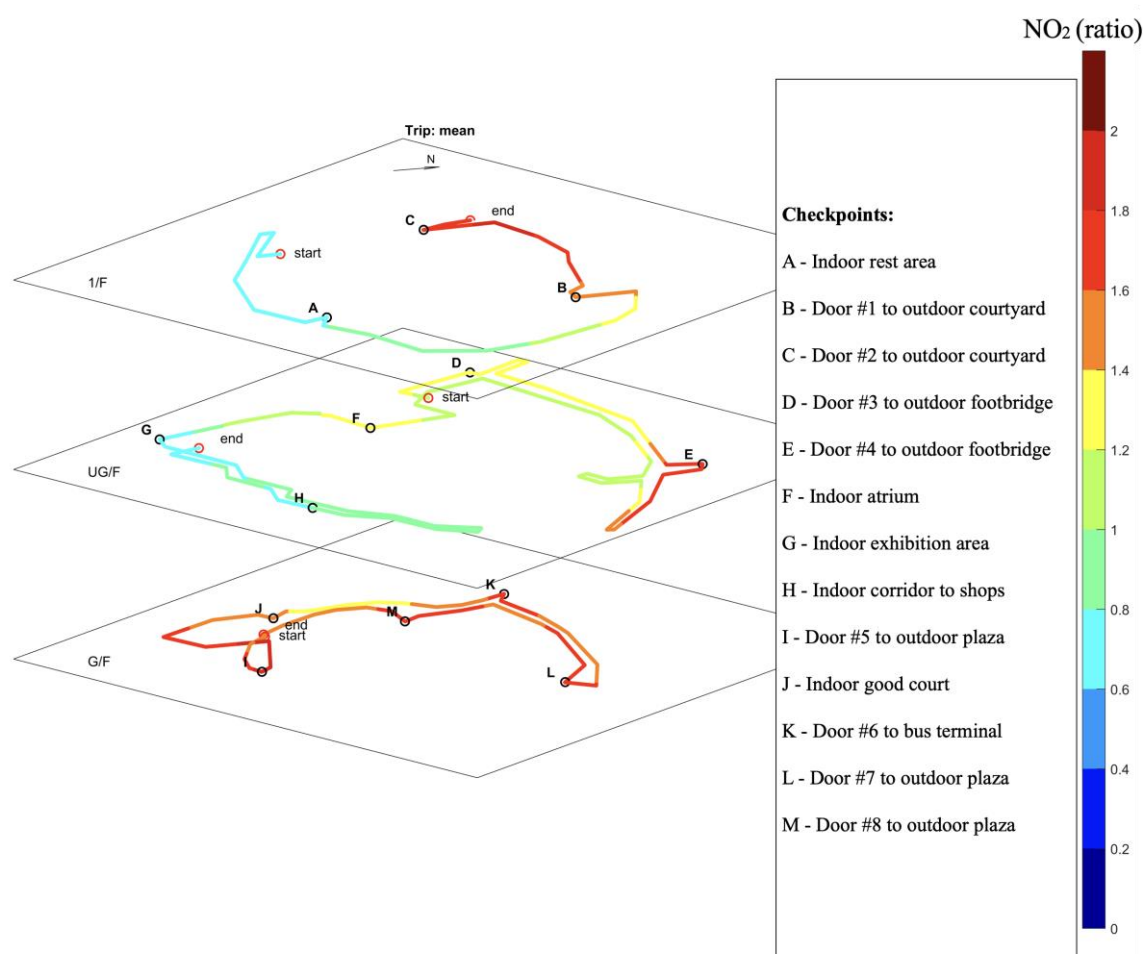 NO₂ (ratio)
Trip: mean
N
C
end
start
1/F
B
A
D
start
F
G
end
E
UG/F
H
K
J
M
end
start
G/F
I
L
Checkpoints:
A - Indoor rest area
B - Door #1 to outdoor courtyard
C - Door #2 to outdoor courtyard
D - Door #3 to outdoor footbridge
E - Door #4 to outdoor footbridge
F - Indoor atrium
G - Indoor exhibition area
H - Indoor corridor to shops
I - Door #5 to outdoor plaza
J - Indoor good court
K - Door #6 to bus terminal
L - Door #7 to outdoor plaza
M - Door #8 to outdoor plaza
2
1.8
1.6
1.4
1.2
1
0.8
0.6
0.4
0.2
0